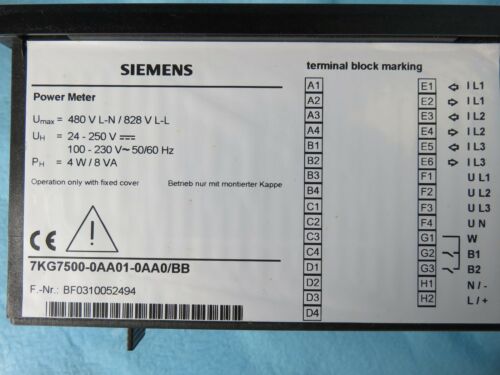 SIEMENS
Power Meter
Umax = 480 V L-N / 828 V L-L
UH = 24 - 250 V ⎓
100 - 230 V~ 50/60 Hz
PH = 4 W / 8 VA
Operation only with fixed cover
Betrieb nur mit montierter Kappe
CE
7KG7500-0AA01-0AA0/BB
F.-Nr.: BF0310052494
terminal block marking
A1
A2
A3
A4
B1
B2
B3
B4
C1
C2
C3
C4
D1
D2
D3
D4
E1 I L1
E2 I L1
E3 I L2
E4 I L2
E5 I L3
E6 I L3
F1 U L1
F2 U L2
F3 U L3
F4 U N
G1 W
G2 B1
G3 B2
H1 N / -
H2 L / +